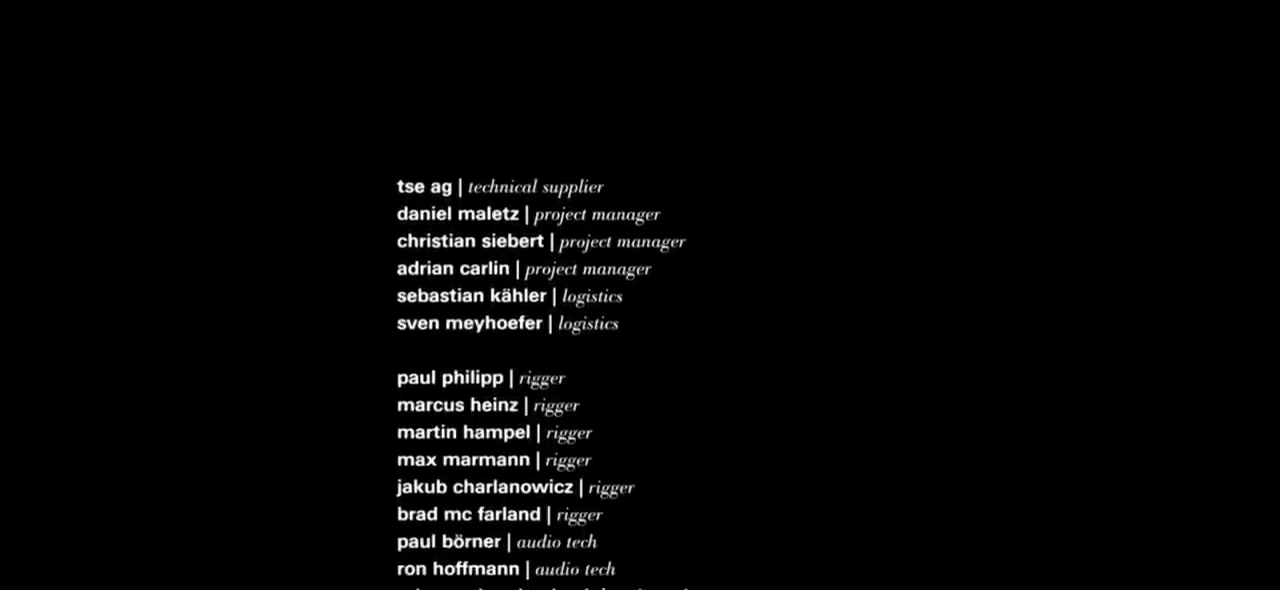 tse ag | technical supplier
daniel maletz | project manager
christian siebert | project manager
adrian carlin | project manager
sebastian kähler | logistics
sven meyhoefer | logistics
paul philipp | rigger
marcus heinz | rigger
martin hampel | rigger
max marmann | rigger
jakub charlanowicz | rigger
brad mc farland | rigger
paul börner | audio tech
ron hoffmann | audio tech